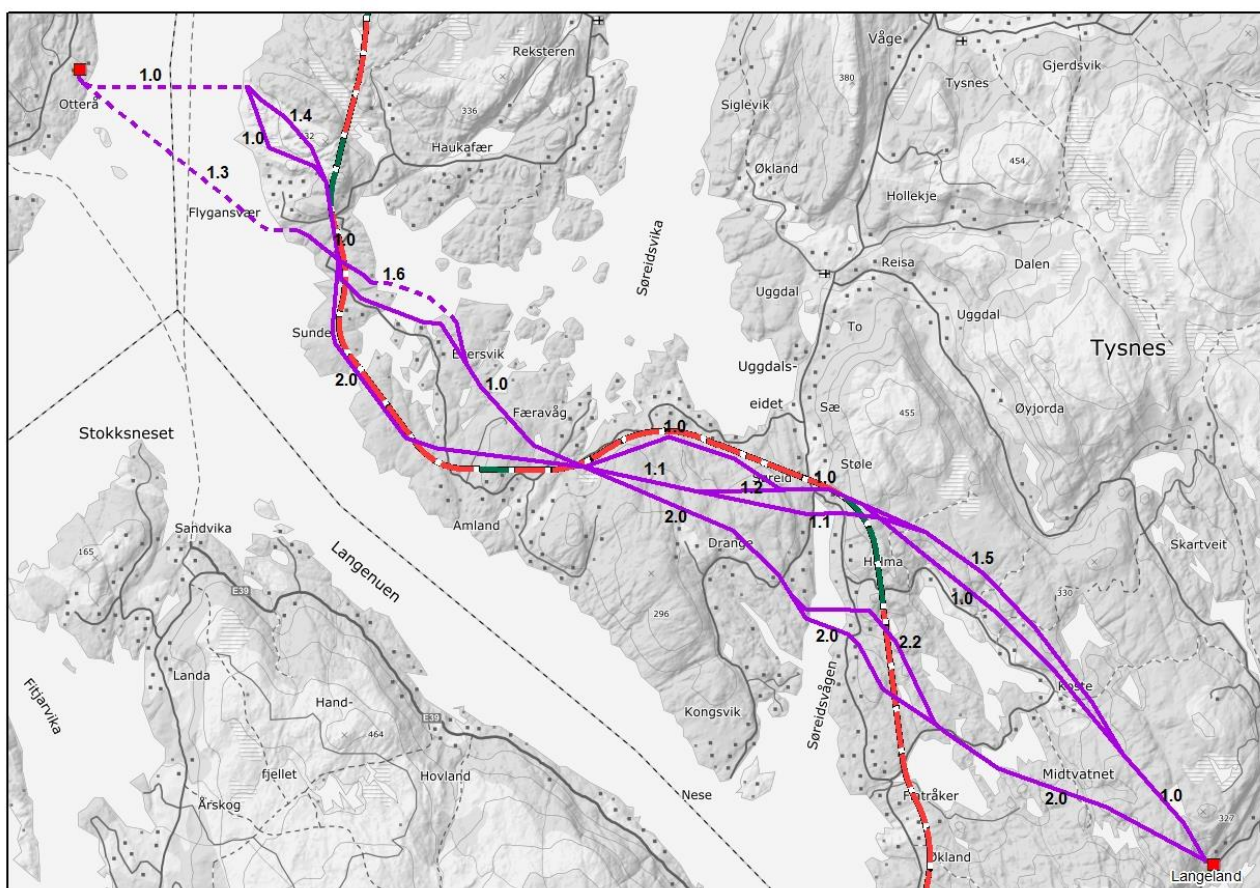 Våge
Reksteren
Gjerdsvik
Otterå
1.0
Siglevik
380
Tysnes
1.4
336
1.0
Haukafær
Økland
454
1.3
Hollekje
Flygansvær
Søreidsvika
1.0
Reisa
Dalen
1.6
Uggdal
Uggdal
To
Sunde
Tysnes
2.0
Uggdals-
eidet
1.0
Sæ
455
Øyjorda
Færavåg
Stokksneset
1.0
1.1
Støle
1.0
1.2
2.0
1.1
Amland
Sandvika
Drange
165
Skartveit
Langenuen
1.5
E39
330
1.0
296
2.0
2.2
Landa
Fitjarvika
Hand-
Kongsvik
Søreidsvågen
E39
464
fjellet
Hovland
Midtvatnet
Nese
Årskog
2.0
1.0
327
Økland
Langeland